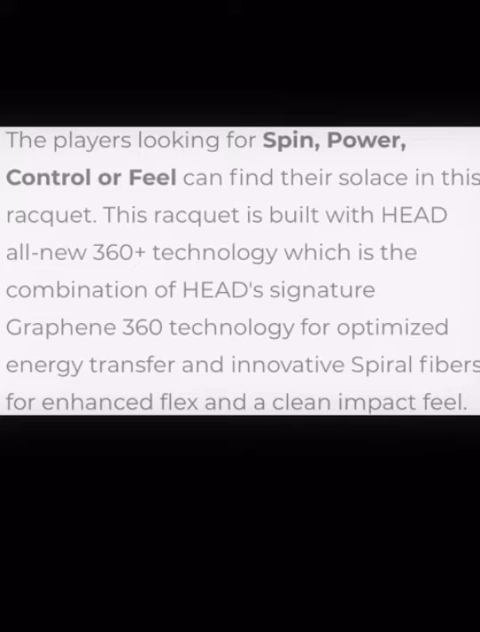 The players looking for Spin, Power,
Control or Feel can find their solace in this
racquet. This racquet is built with HEAD
all-new 360+ technology which is the
combination of HEAD's signature
Graphene 360 technology for optimized
energy transfer and innovative Spiral fibers
for enhanced flex and a clean impact feel.